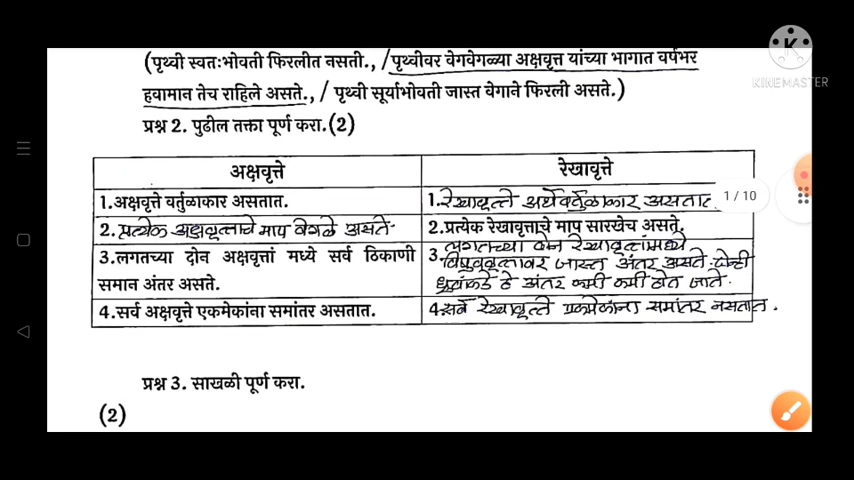 (पृथ्वी स्वतःभोवती फिरलीत नसती., /पृथ्वीवर वेगवेगळ्या अक्षवृत्त यांच्या भागात वर्षभर
हवामान तेच राहिले असते., / पृथ्वी सूर्याभोवती जास्त वेगाने फिरली असते.)
KINEMASTER
प्रश्न 2. पुढील तक्ता पूर्ण करा.(2)
अक्षवृत्ते
रेखावृत्ते
1.अक्षवृत्ते वर्तुळाकार असतात.
1.रेखावृत्ते अर्धवर्तुळाकार असतात.
1 / 10
2.प्रत्येक अक्षवृत्ताचे माप वेगळे असते.
2.प्रत्येक रेखावृत्ताचे माप सारखेच असते.
3.लगतच्या दोन अक्षवृत्तांमध्ये सर्व ठिकाणी
समान अंतर असते.
3.लगतच्या दोन रेखावृत्तांमध्ये
विषुववृत्तावर जास्त अंतर असते. दोन्ही
ध्रुवांकडे हे अंतर कमी कमी होत जाते.
4.सर्व अक्षवृत्ते एकमेकांना समांतर असतात.
4.सर्व रेखावृत्ते एकमेकांना समांतर नसतात.
प्रश्न 3. साखळी पूर्ण करा.
(2)